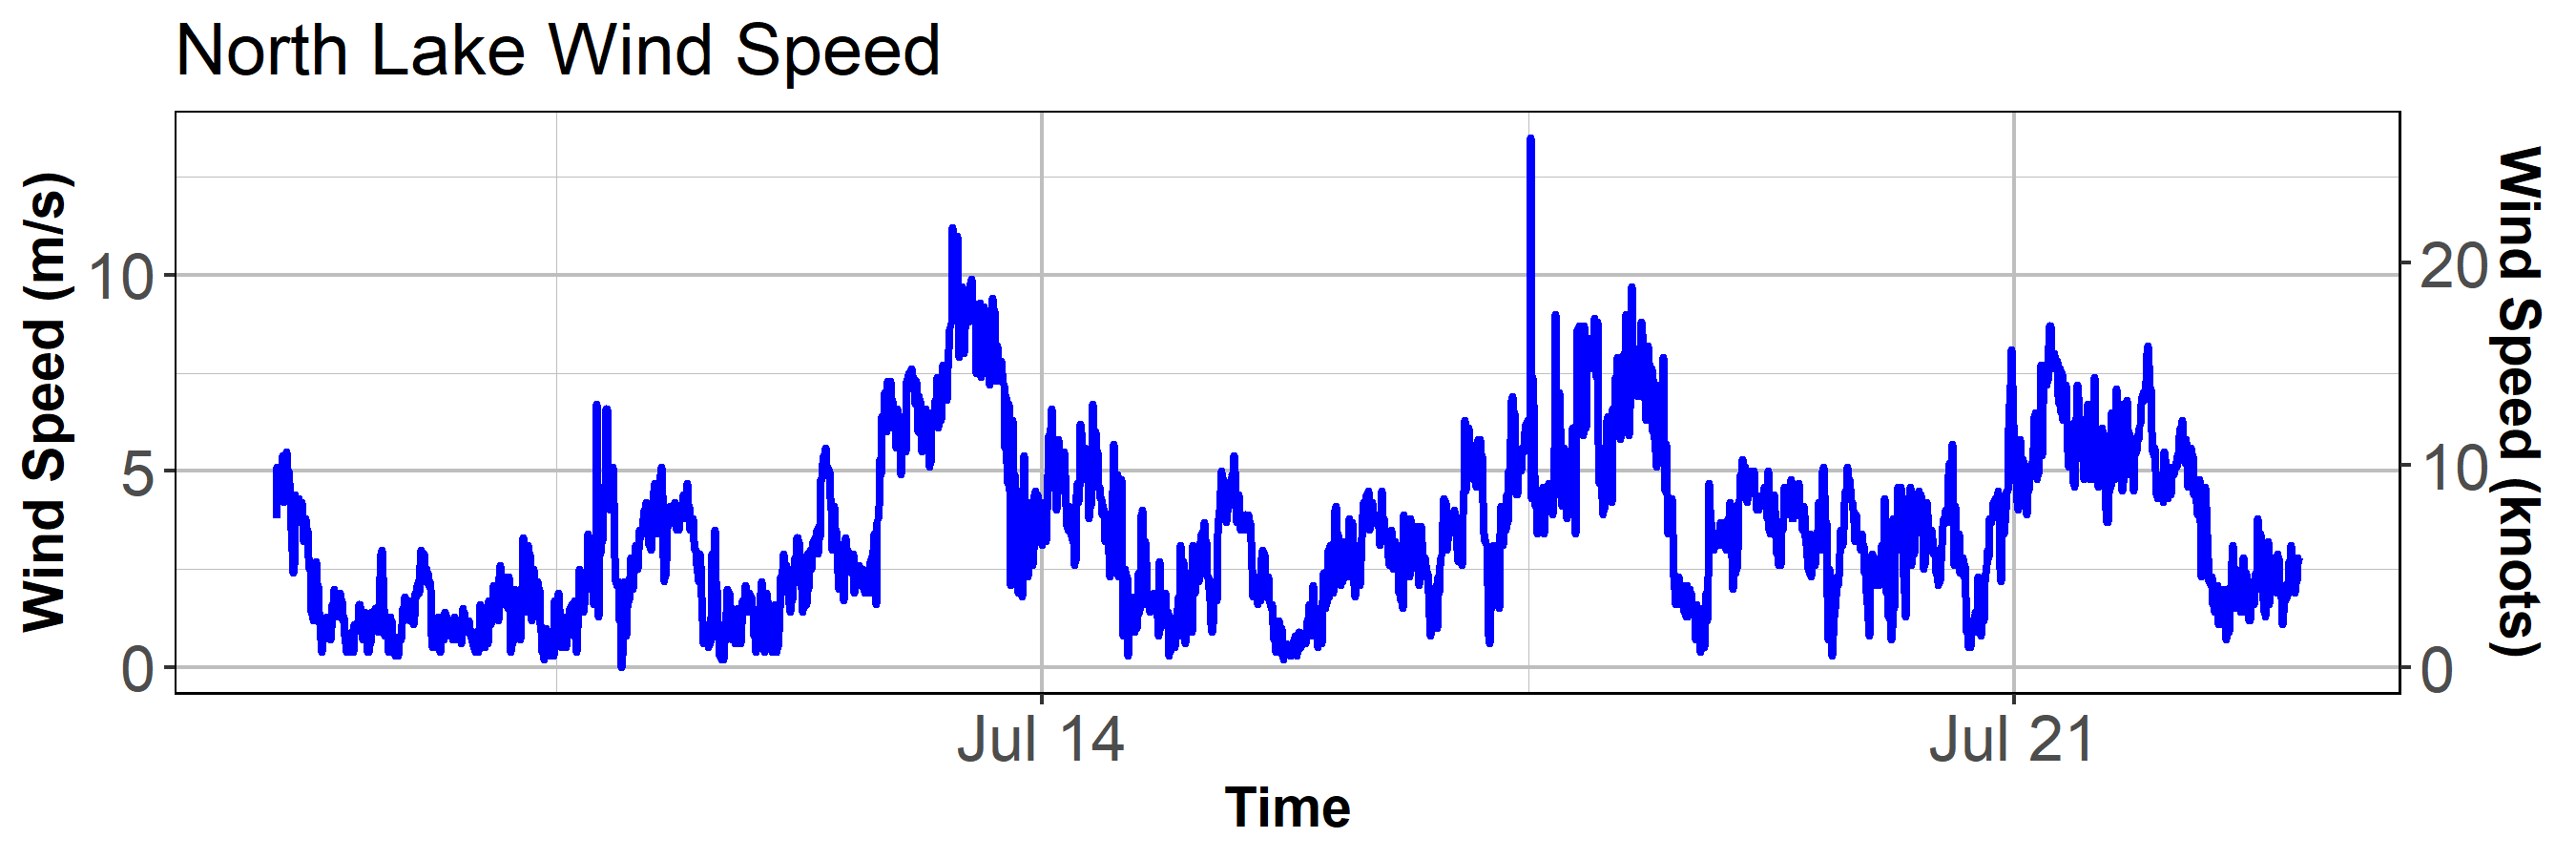 North Lake Wind Speed
Wind Speed (m/s)
10
5
0
20
10
0
Wind Speed (knots)
Jul 14
Jul 21
Time